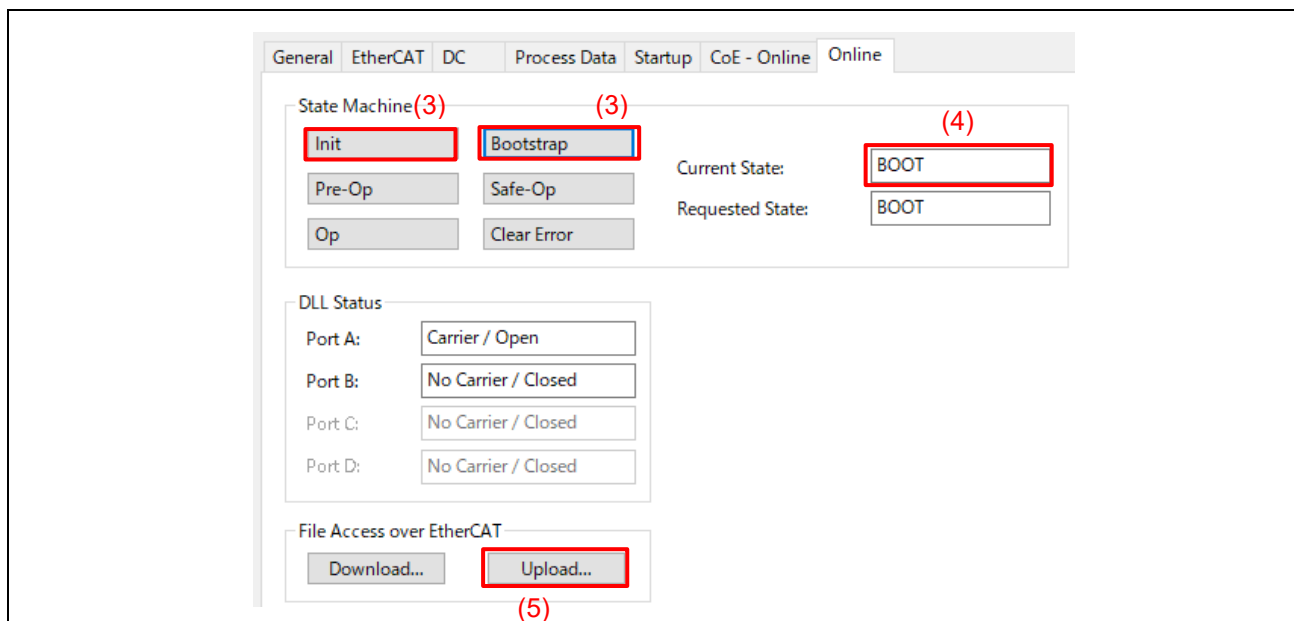 General EtherCAT DC Process Data Startup CoE - Online Online
State Machine (3) (3)
(4)
Init Bootstrap
Current State: BOOT
Pre-Op Safe-Op
Requested State: BOOT
Op Clear Error
DLL Status
Port A: Carrier / Open
Port B: No Carrier / Closed
Port C: No Carrier / Closed
Port D: No Carrier / Closed
File Access over EtherCAT
Download... Upload...
(5)